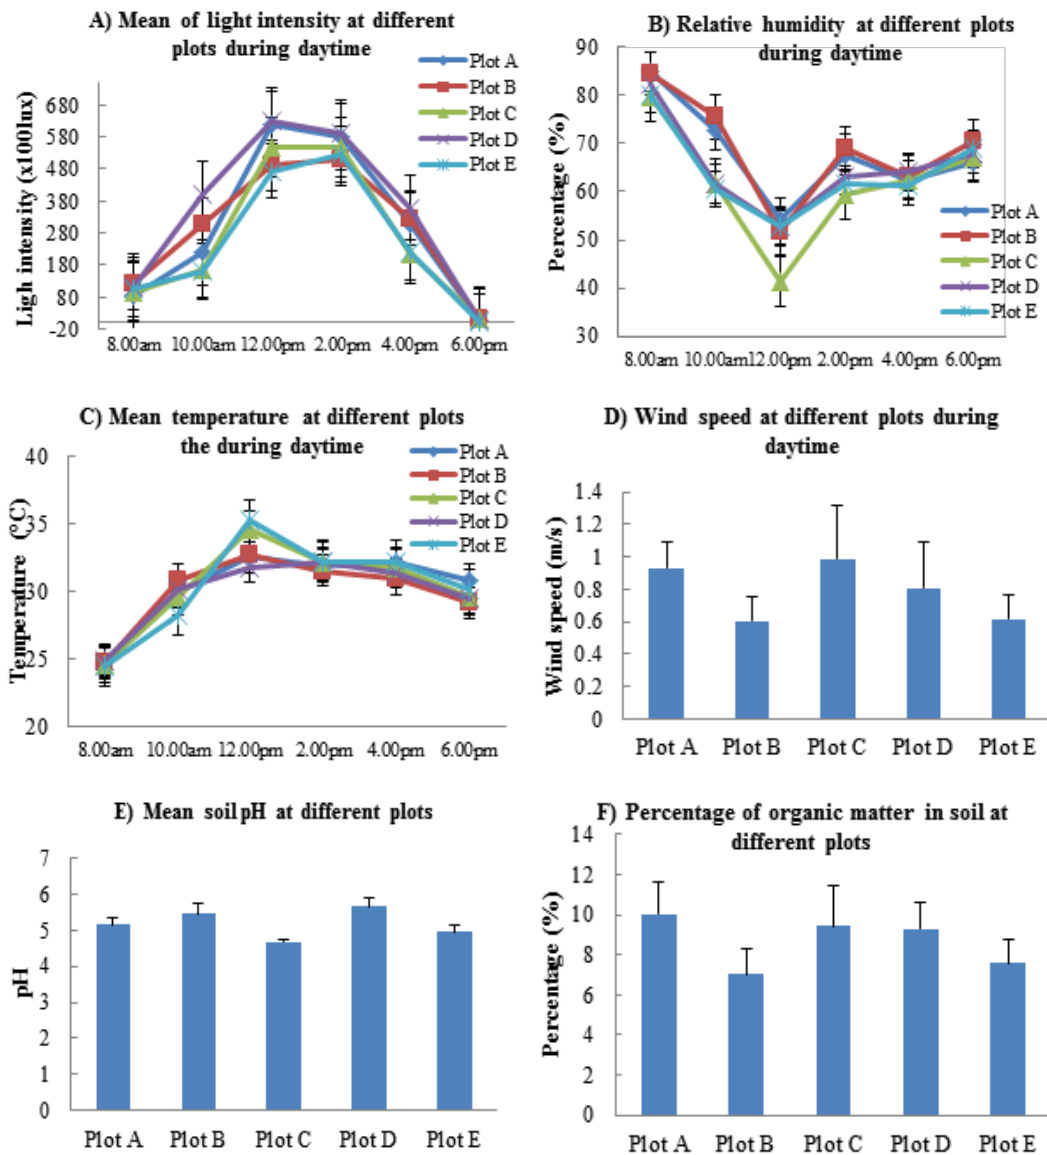 A) Mean of light intensity at different
plots during daytime
Plot A
Plot B
Plot C
Plot D
Plot E
Ligh intensity (x1000lux)
680
580
480
380
280
180
80
-20
8.00am 10.00am 12.00pm 2.00pm 4.00pm 6.00pm
B) Relative humidity at different plots
during daytime
Percentage (%)
90
80
70
60
50
40
30
Plot A
Plot B
Plot C
Plot D
Plot E
8.00am 10.00am 12.00pm 2.00pm 4.00pm 6.00pm
C) Mean temperature at different plots
the during daytime
Temperature (°C)
40
35
30
25
20
Plot A
Plot B
Plot C
Plot D
Plot E
8.00am 10.00am 12.00pm 2.00pm 4.00pm 6.00pm
D) Wind speed at different plots during
daytime
Wind speed (m/s)
1.4
1.2
1
0.8
0.6
0.4
0.2
0
Plot A Plot B Plot C Plot D Plot E
E) Mean soil pH at different plots
pH
7
6
5
4
3
2
1
0
Plot A Plot B Plot C Plot D Plot E
F) Percentage of organic matter in soil at
different plots
Percentage (%)
14
12
10
8
6
4
2
0
Plot A Plot B Plot C Plot D Plot E